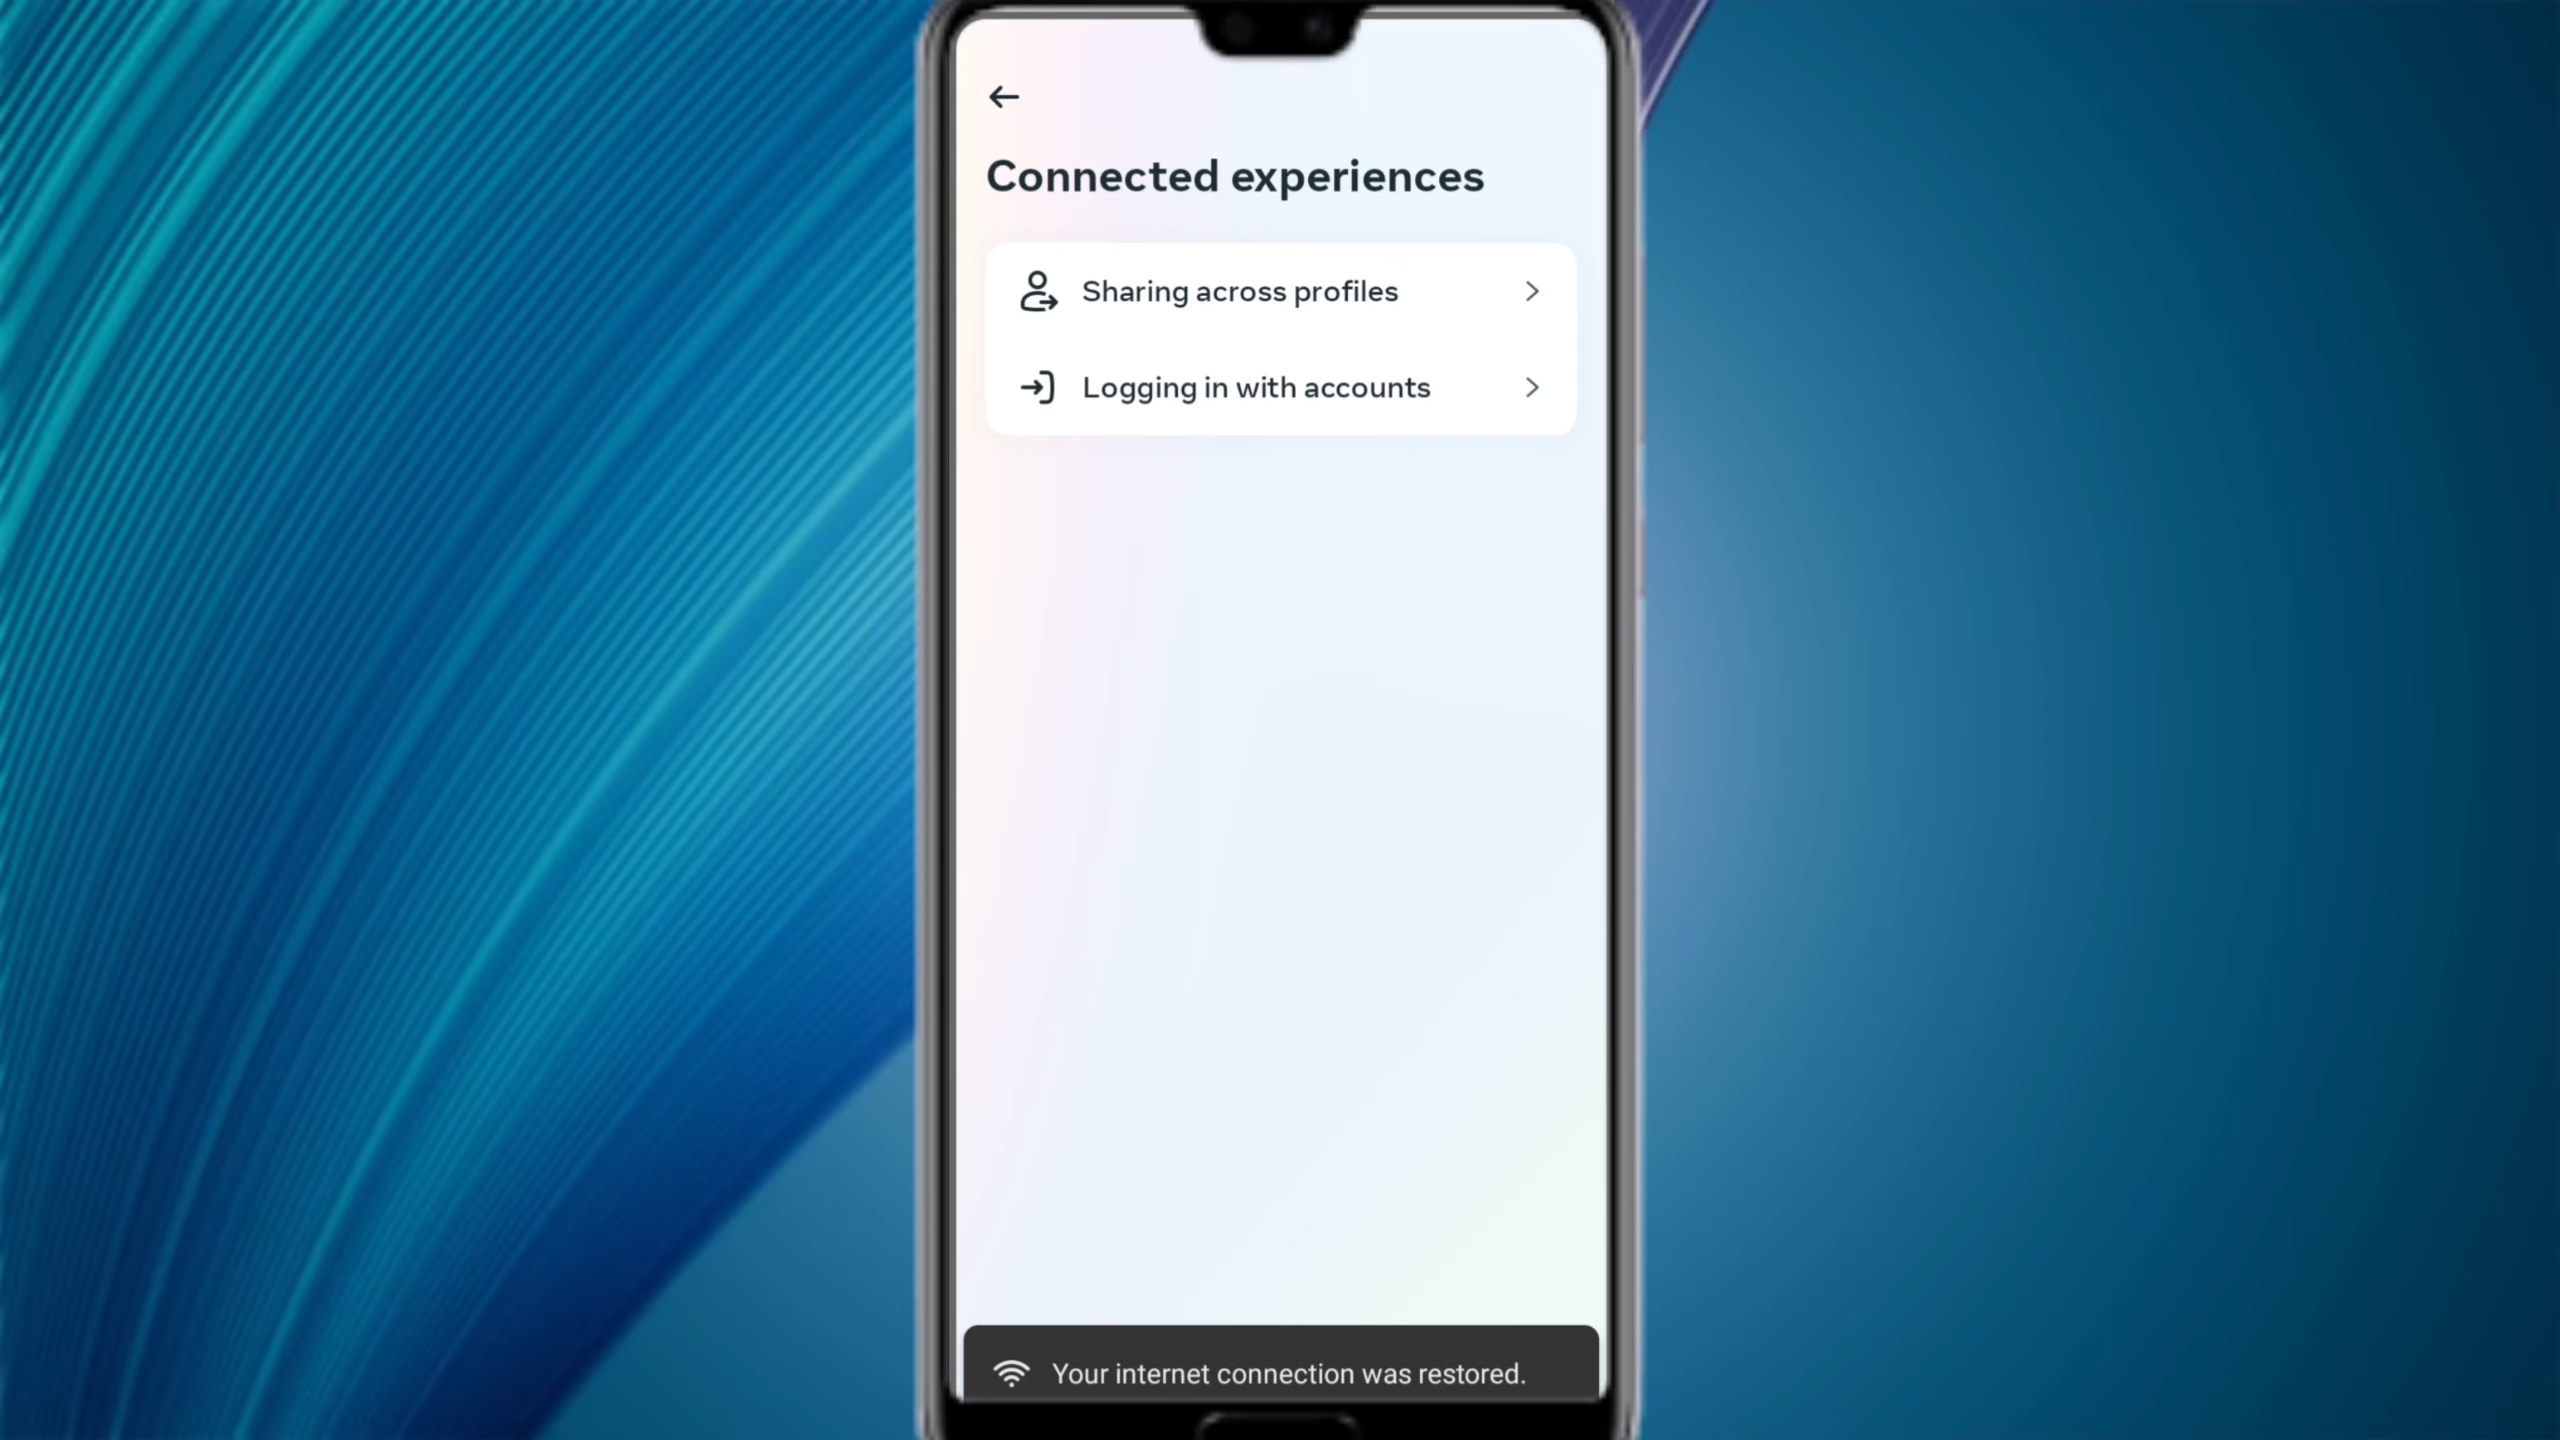 Connected experiences
Sharing across profiles
Logging in with accounts
Your internet connection was restored.